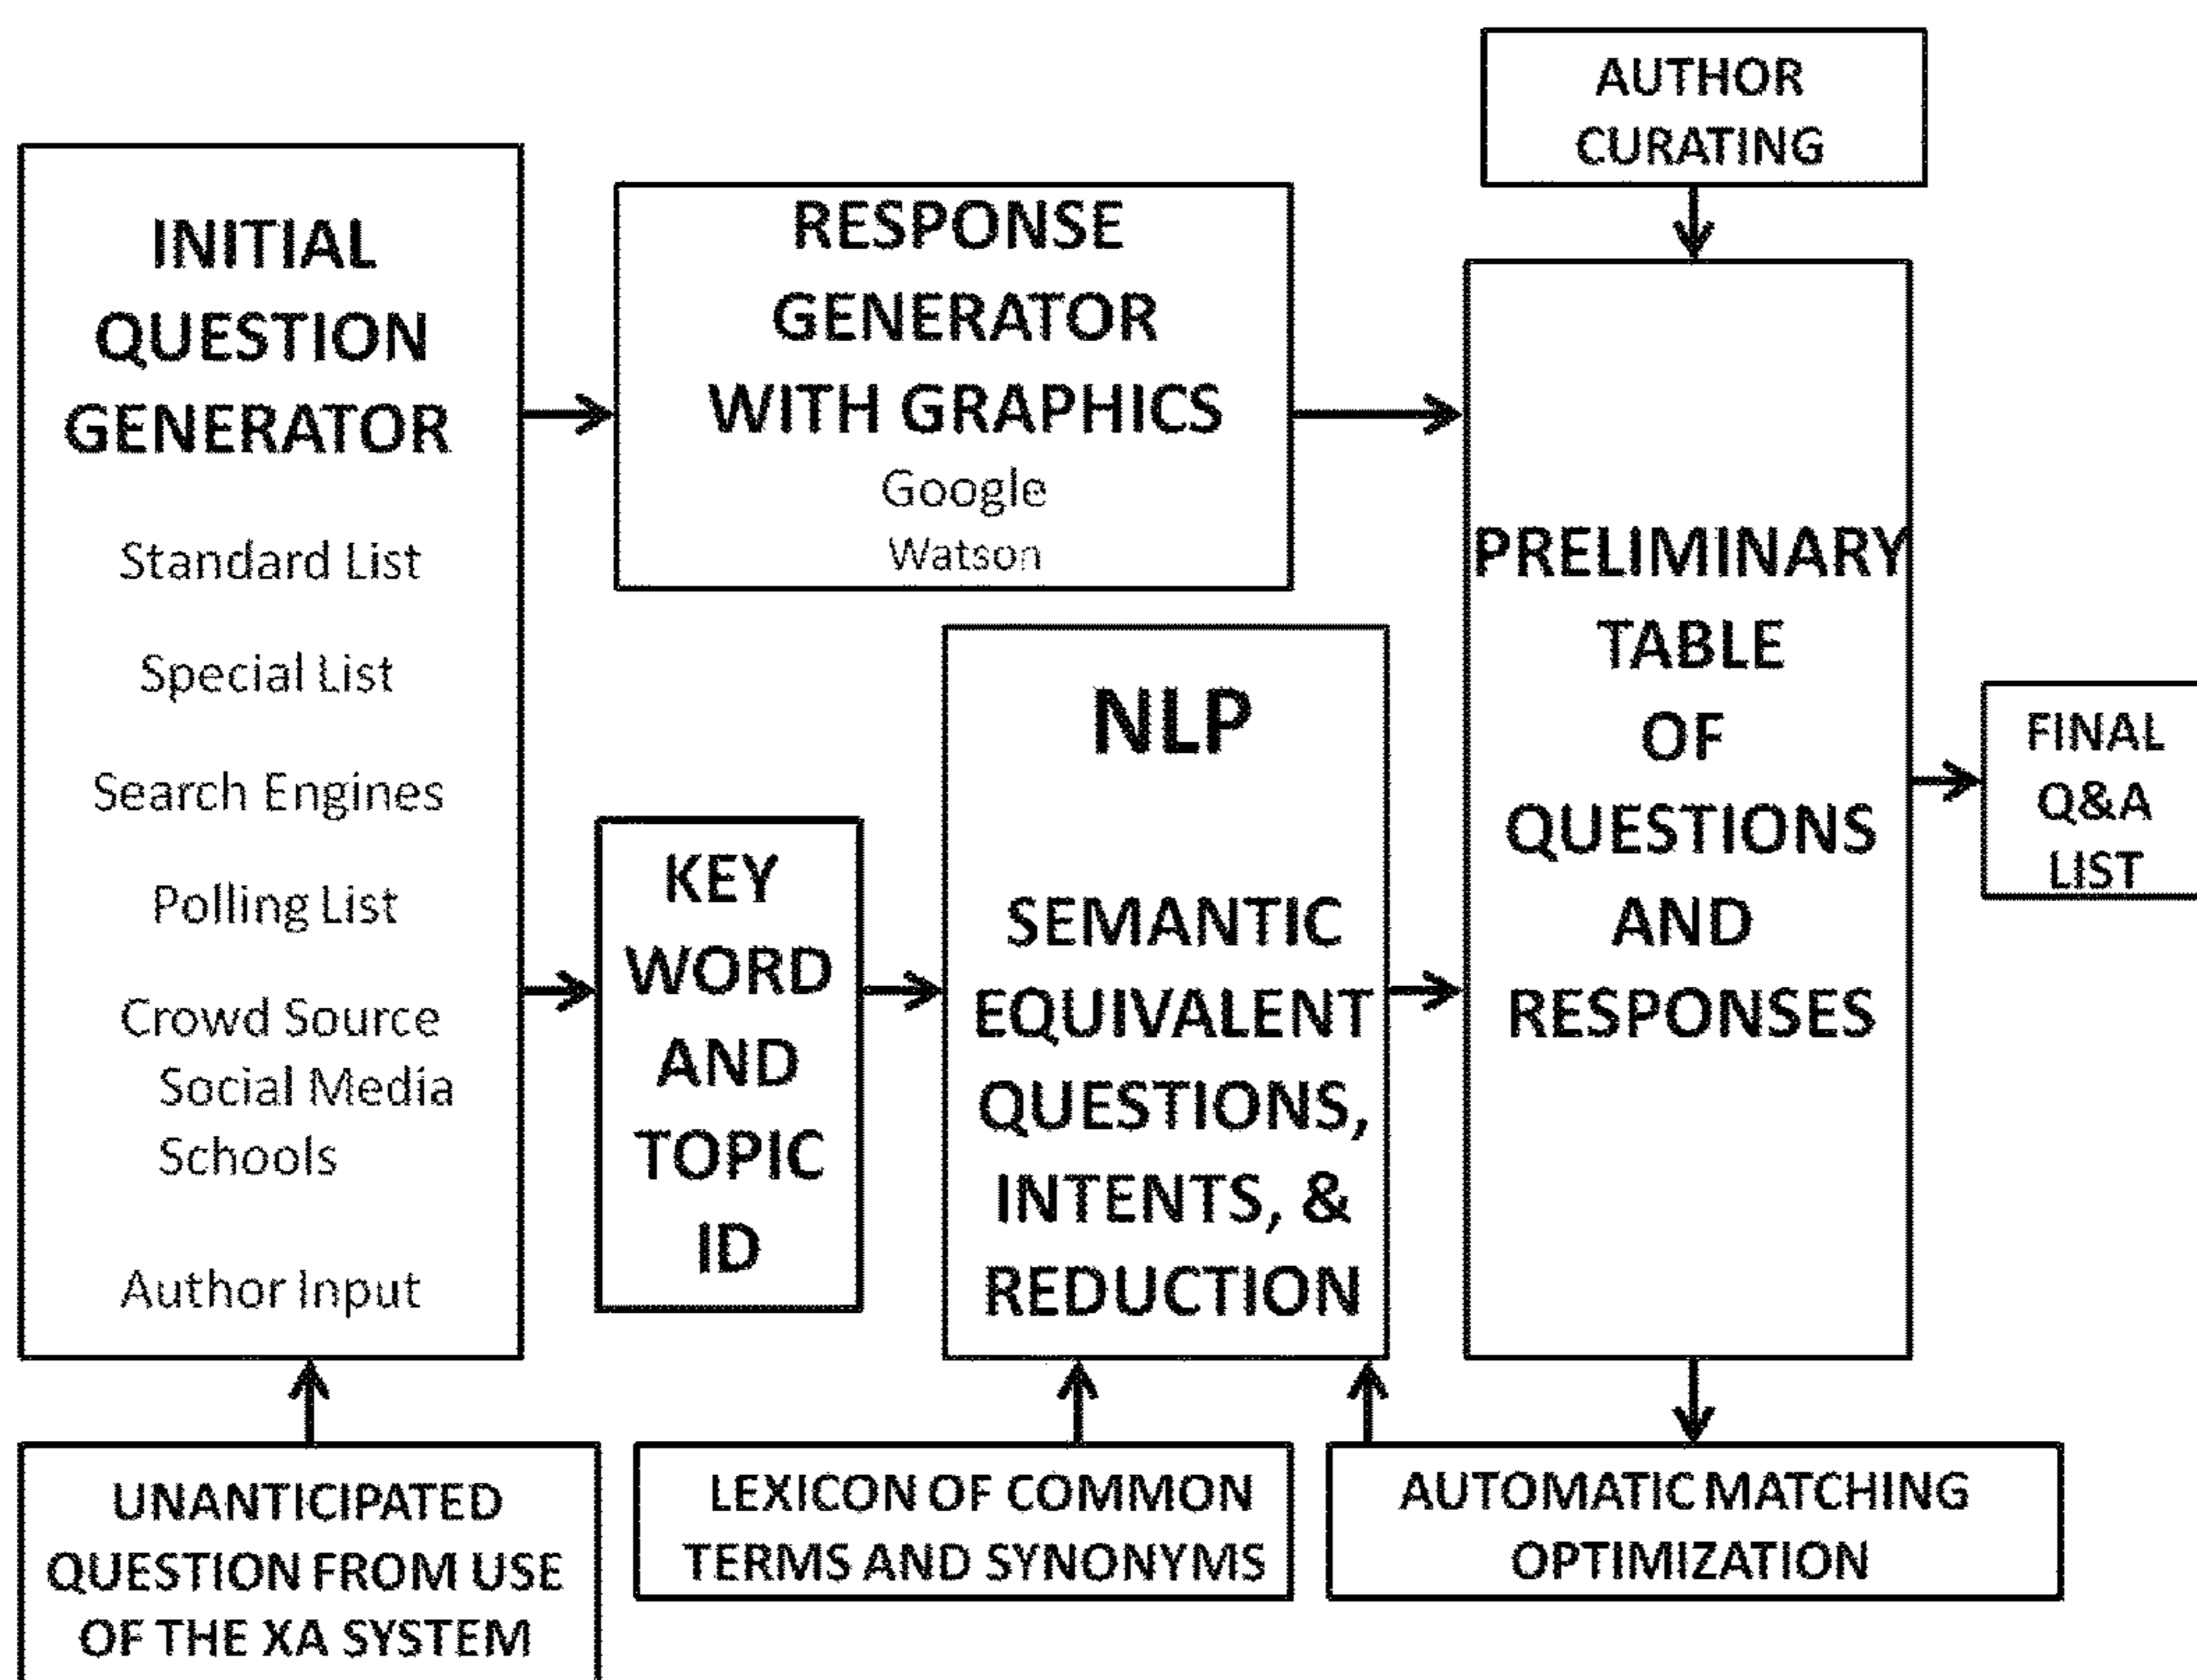 AUTHOR
CURATING
INITIAL
QUESTION
GENERATOR
Standard List
Special List
Search Engines
Polling List
Crowd Source
Social Media
Schools
Author Input
RESPONSE
GENERATOR
WITH GRAPHICS
Google
Watson
KEY
WORD
AND
TOPIC
ID
NLP
SEMANTIC
EQUIVALENT
QUESTIONS,
INTENTS, &
REDUCTION
PRELIMINARY
TABLE
OF
QUESTIONS
AND
RESPONSES
FINAL
Q&A
LIST
UNANTICIPATED
QUESTION FROM USE
OF THE XA SYSTEM
LEXICON OF COMMON
TERMS AND SYNONYMS
AUTOMATIC MATCHING
OPTIMIZATION